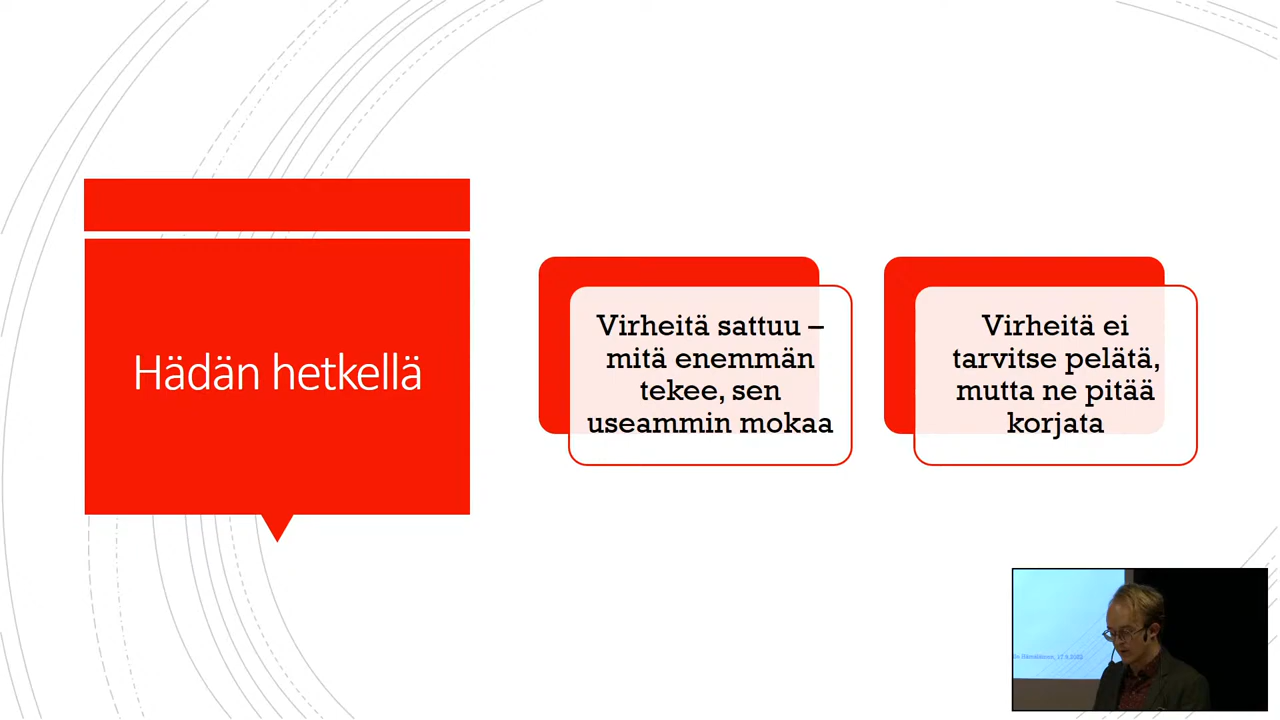 Hädän hetkellä
Virheitä sattuu –
mitä enemmän
tekee, sen
useammin mokaa
Virheitä ei
tarvitse pelätä,
mutta ne pitää
korjata